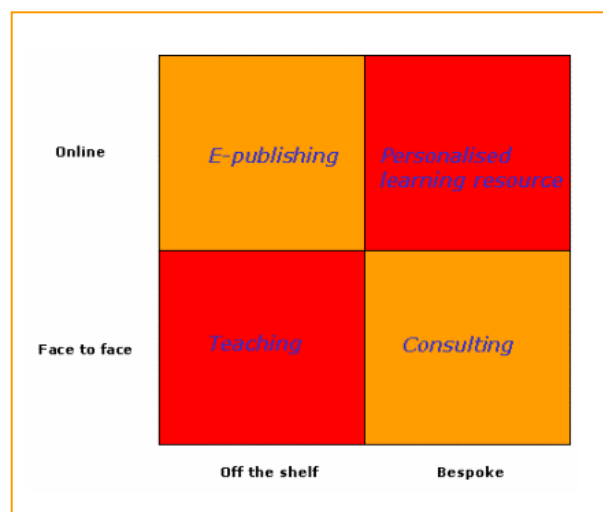 Online
E-publishing
Personalised
learning resource
Face to face
Teaching
Consulting
Off the shelf
Bespoke